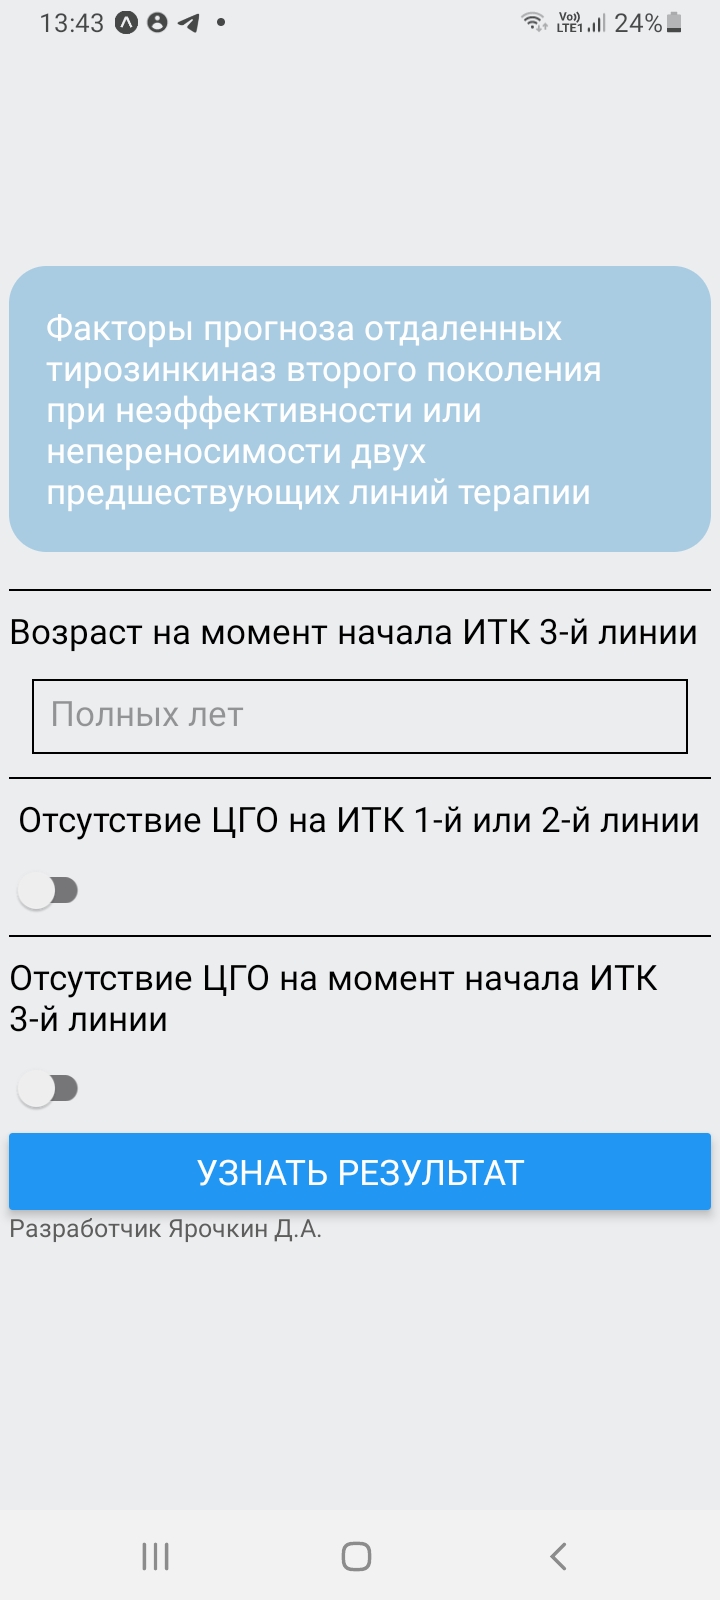 13:43
Vo))
LTE1
24%
Факторы прогноза отдаленных
тирозинкиназ второго поколения
при неэффективности или
непереносимости двух
предшествующих линий терапии
Возраст на момент начала ИТК 3-й линии
Полных лет
Отсутствие ЦГО на ИТК 1-й или 2-й линии
Отсутствие ЦГО на момент начала ИТК
3-й линии
УЗНАТЬ РЕЗУЛЬТАТ
Разработчик Ярочкин Д.А.